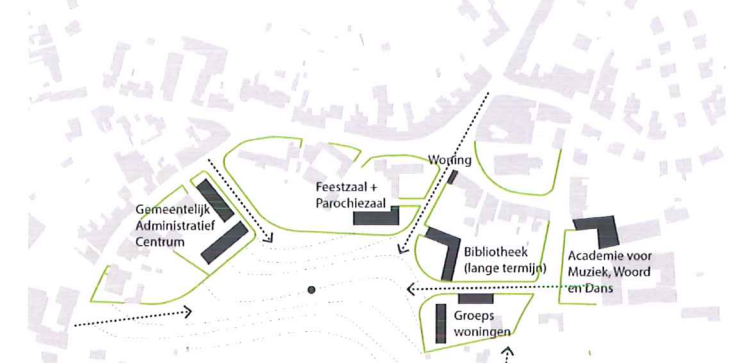 Woning
Feestzaal +
Parochiezaal
Gemeentelijk
Administratief
Centrum
Bibliotheek
(lange termijn)
Academie voor
Muziek, Woord
en Dans
Groeps
woningen